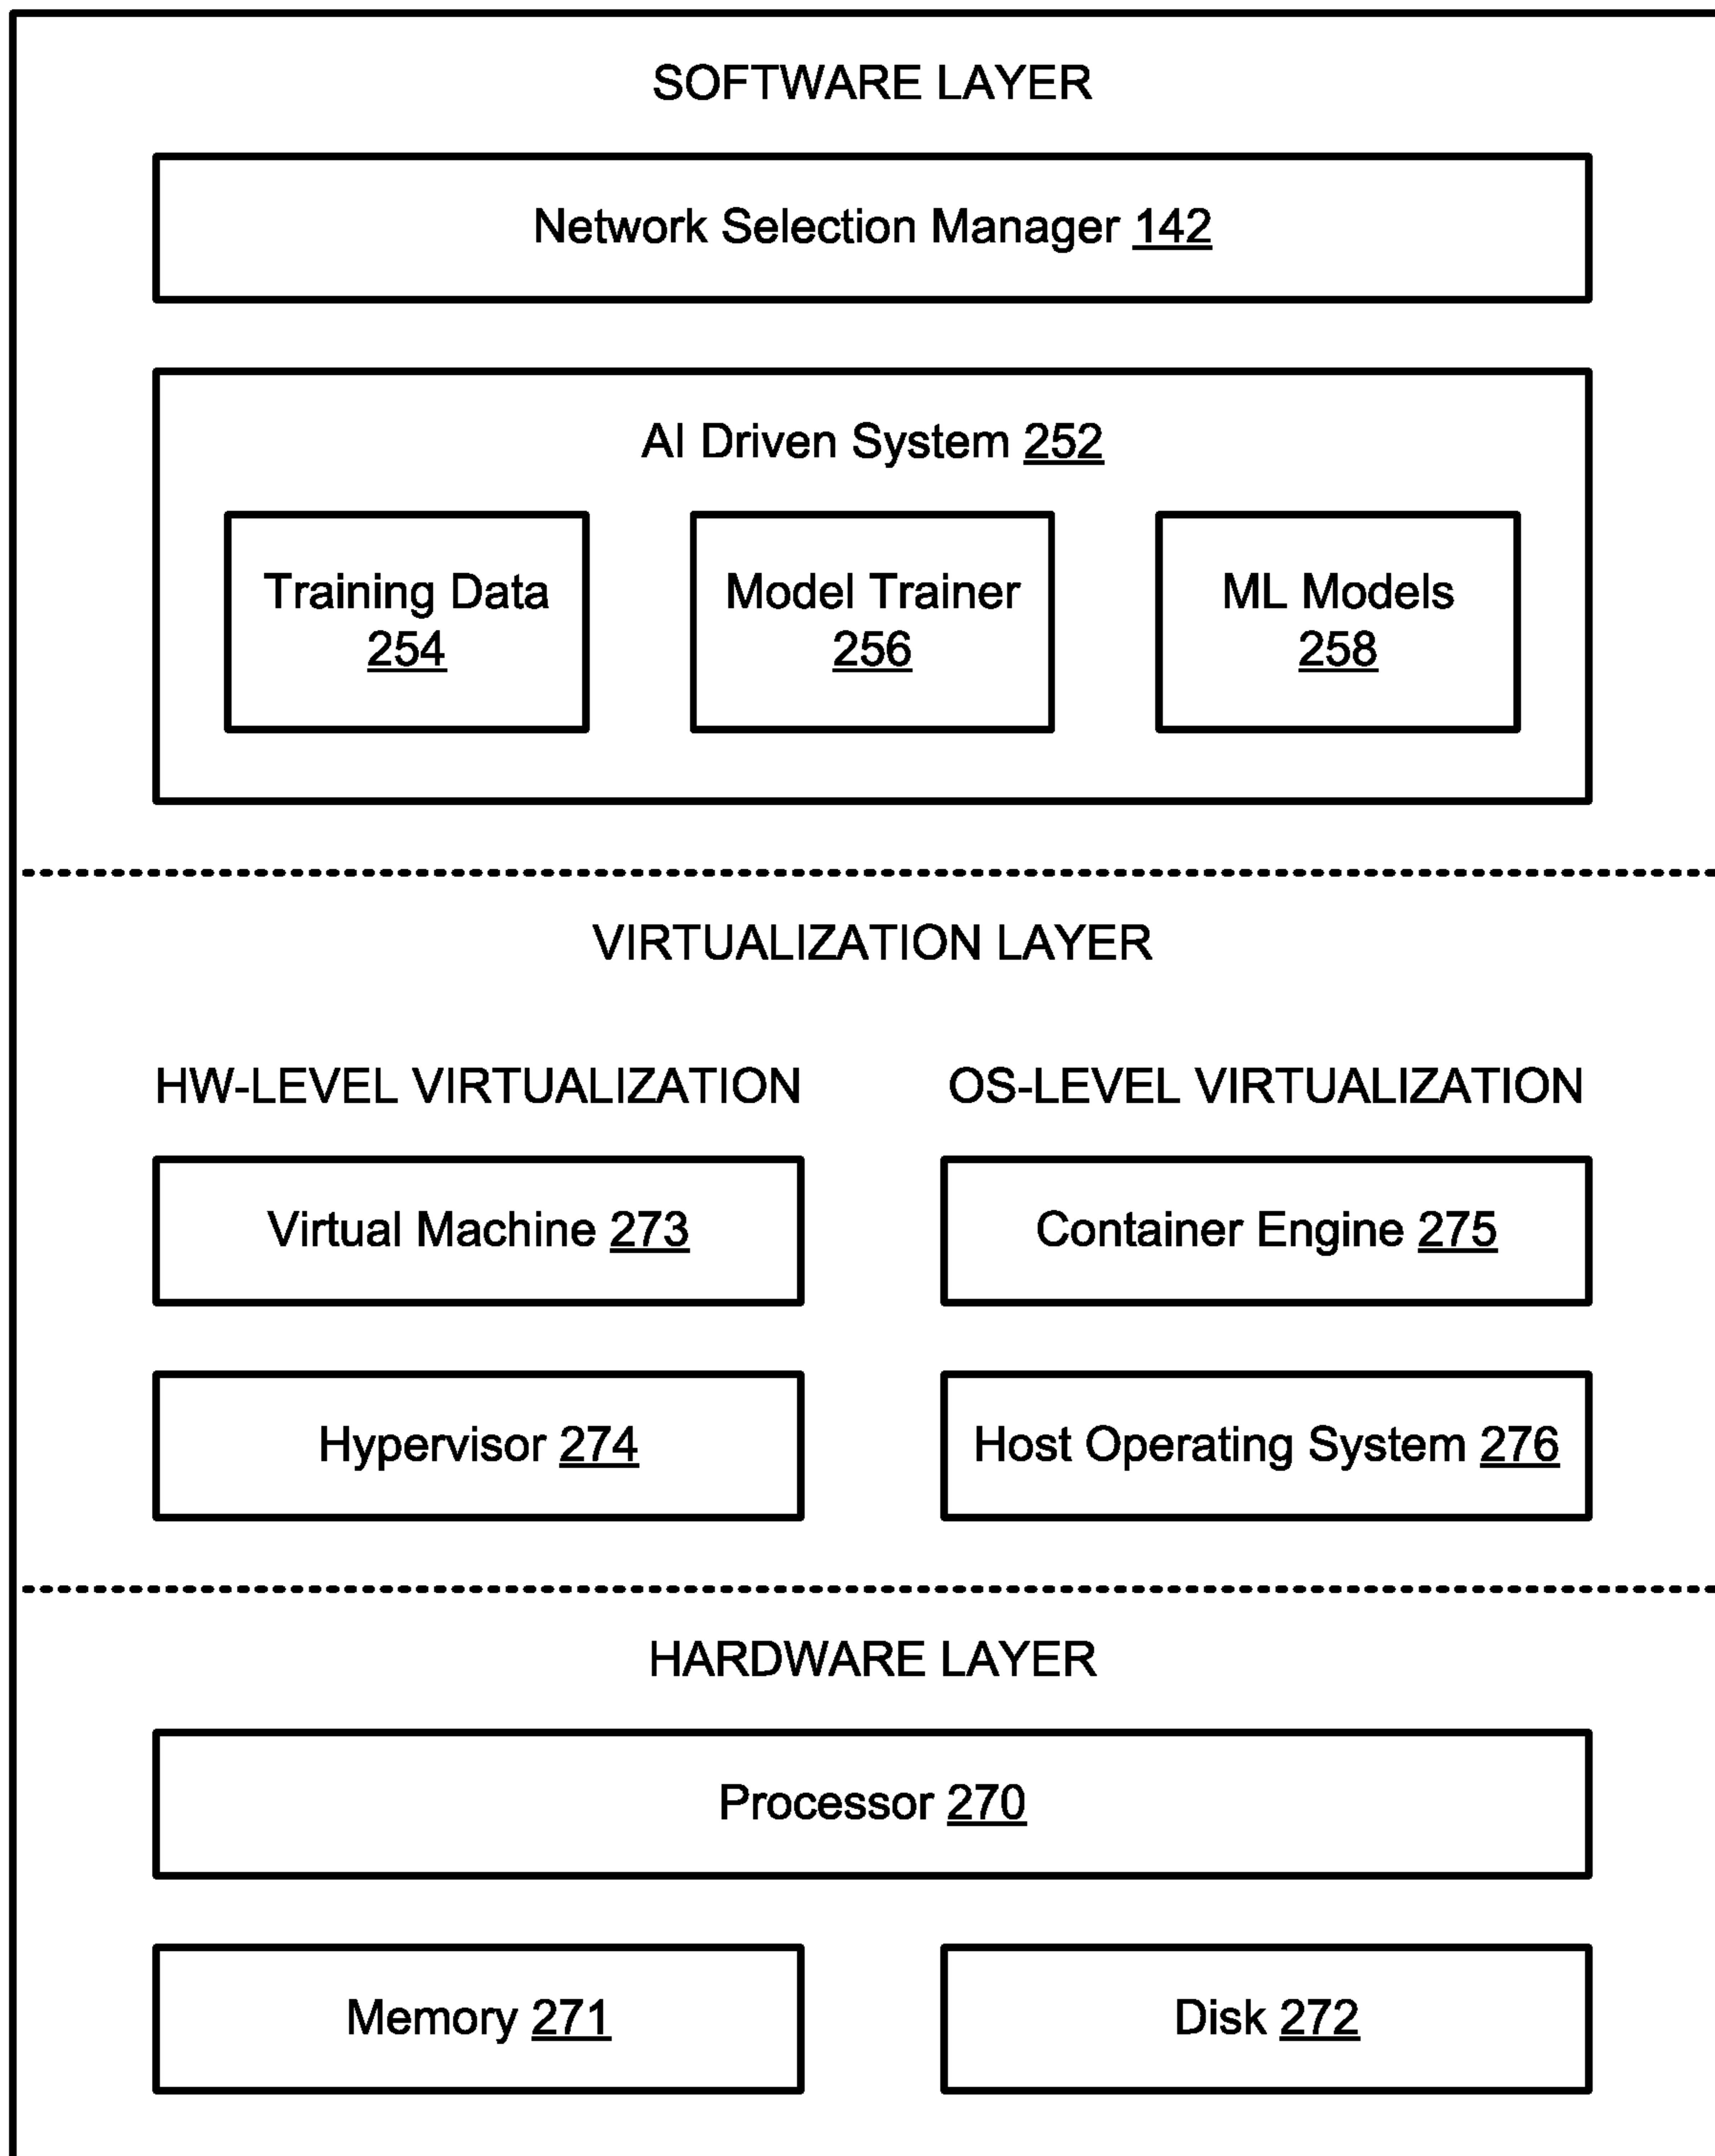 SOFTWARE LAYER
Network Selection Manager 142
AI Driven System 252
Training Data
254
Model Trainer
256
ML Models
258
VIRTUALIZATION LAYER
HW-LEVEL VIRTUALIZATION
OS-LEVEL VIRTUALIZATION
Virtual Machine 273
Container Engine 275
Hypervisor 274
Host Operating System 276
HARDWARE LAYER
Processor 270
Memory 271
Disk 272